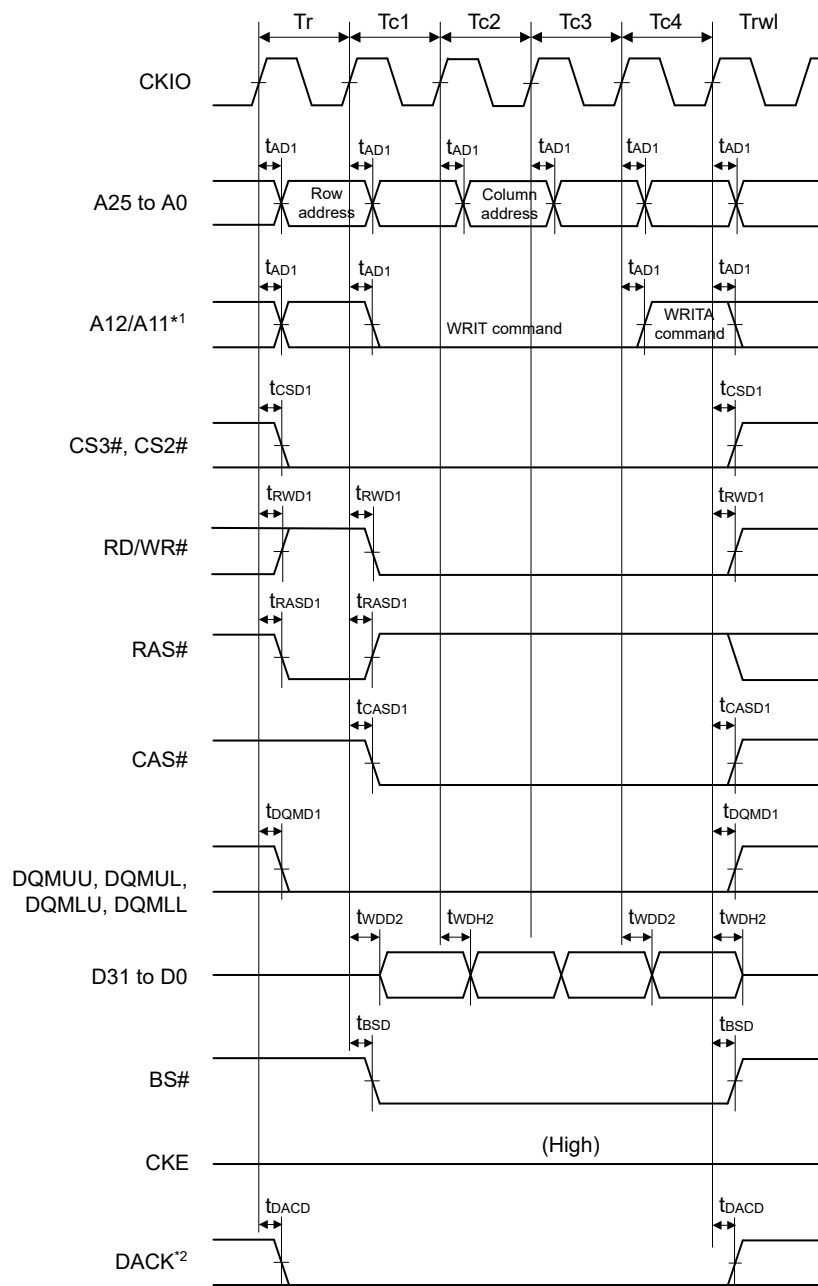 Tr Tc1 Tc2 Tc3 Tc4 Trwl
CKIO
tAD1 tAD1 tAD1 tAD1 tAD1 tAD1
A25 to A0
Row
address
Column
address
tAD1 tAD1 tAD1 tAD1
A12/A11*1
WRIT command
WRITA
command
tCSD1 tCSD1
CS3#, CS2#
tRWD1 tRWD1 tRWD1
RD/WR#
tRASD1 tRASD1
RAS#
tCASD1 tCASD1
CAS#
tDQMD1 tDQMD1
DQMUU, DQMUL,
DQMLU, DQMLL
tWDD2 tWDH2 tWDD2 tWDH2
D31 to D0
tBSD tBSD
BS#
(High)
CKE
tDACD tDACD
DACK*2